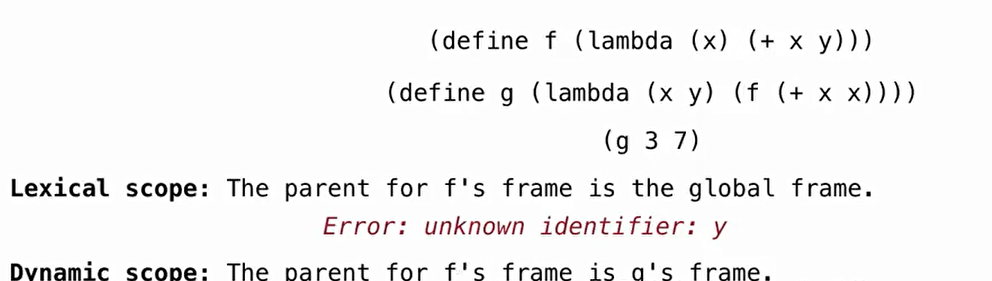 (define f (lambda (x) (+ x y)))
(define g (lambda (x y) (f (+ x x))))
(g 3 7)
Lexical scope: The parent for f's frame is the global frame.
Error: unknown identifier: y
Dynamic scope: The parent for f's frame is g's frame.